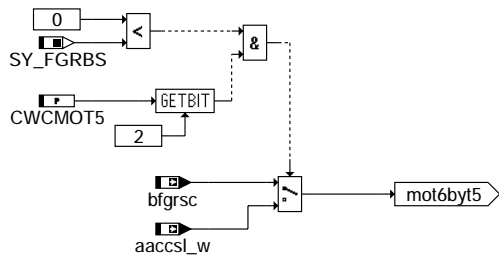 0
<
SY_FGRBS
&
P
GETBIT
CWCMOT5
2
bfgrsc
mot6byt5
aaccsl_w